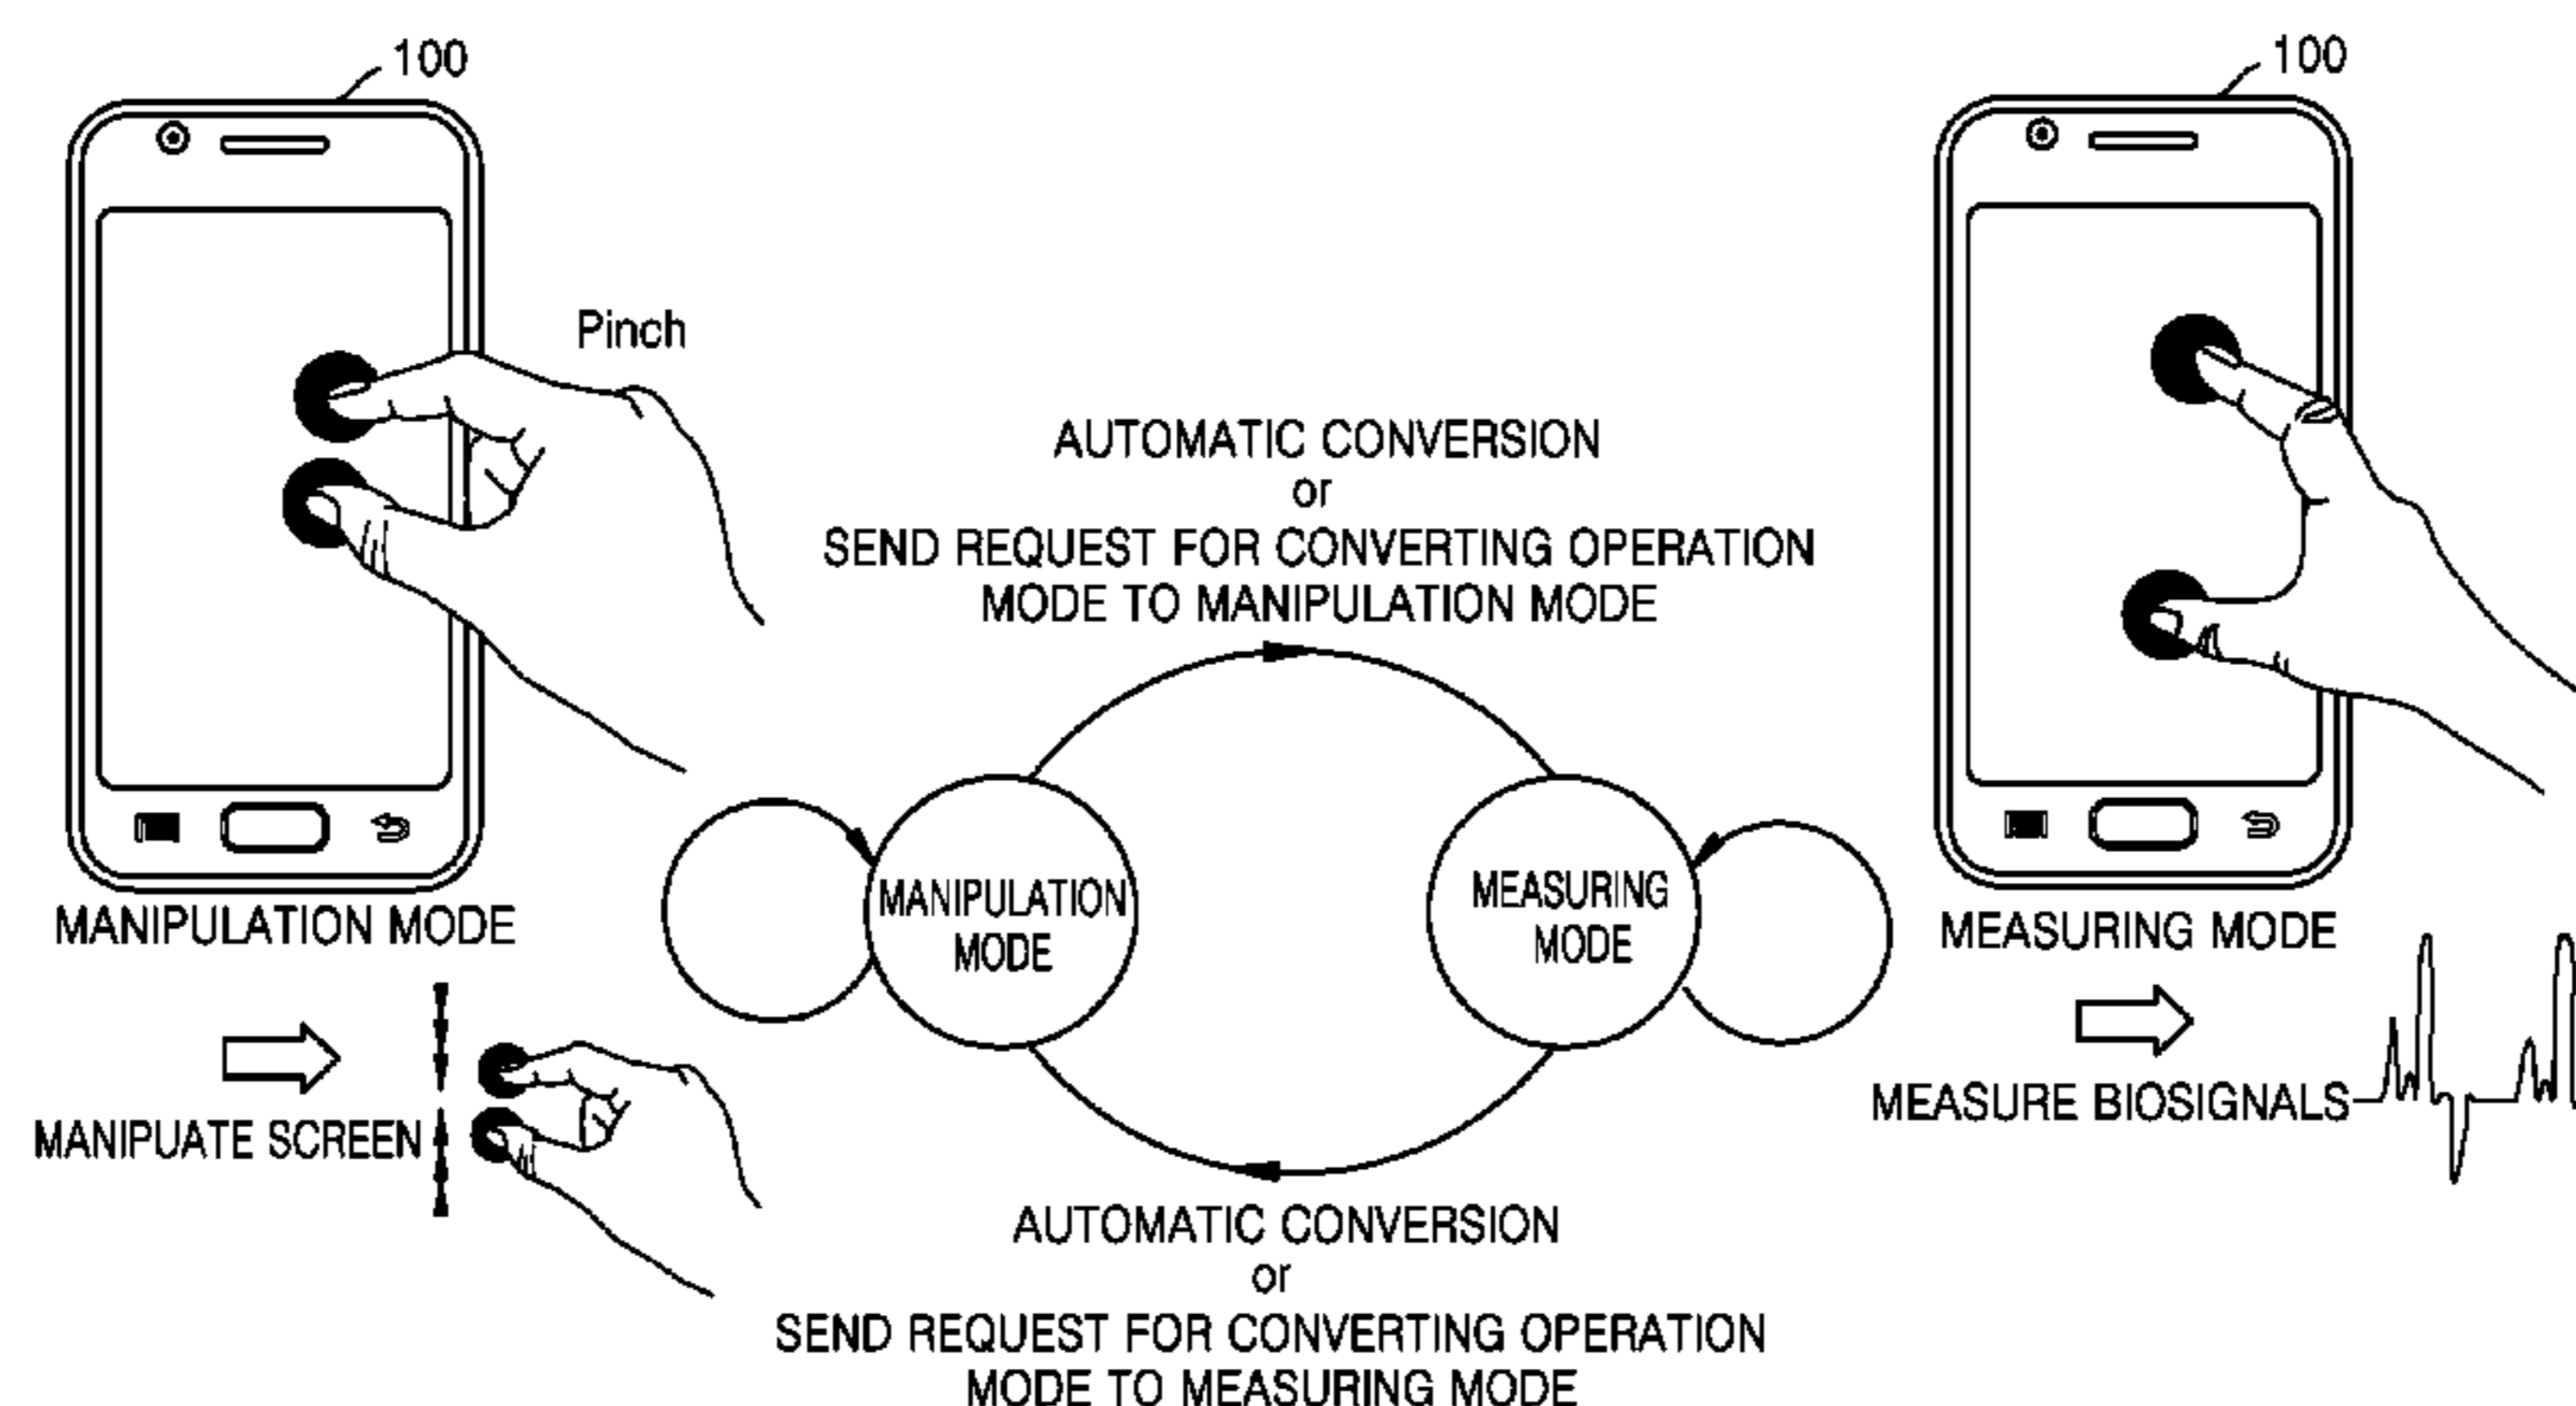 100
100
Pinch
AUTOMATIC CONVERSION
or
SEND REQUEST FOR CONVERTING OPERATION
MODE TO MANIPULATION MODE
MANIPULATION
MODE
MEASURING
MODE
MANIPULATION MODE
MEASURING MODE
MANIPUATE SCREEN
MEASURE BIOSIGNALS
AUTOMATIC CONVERSION
or
SEND REQUEST FOR CONVERTING OPERATION
MODE TO MEASURING MODE